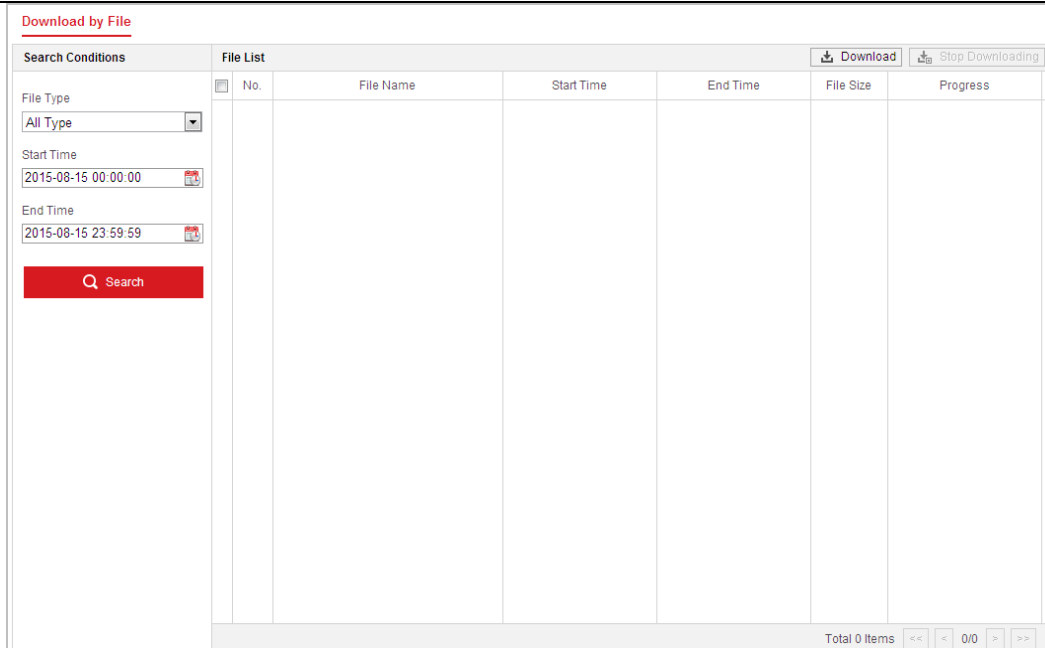 Download by File
Search Conditions
File List
Download
Stop Downloading
No.
File Name
Start Time
End Time
File Size
Progress
File Type
All Type
Start Time
2015-08-15 00:00:00
End Time
2015-08-15 23:59:59
Search
Total 0 Items
<<
<
0/0
>
>>